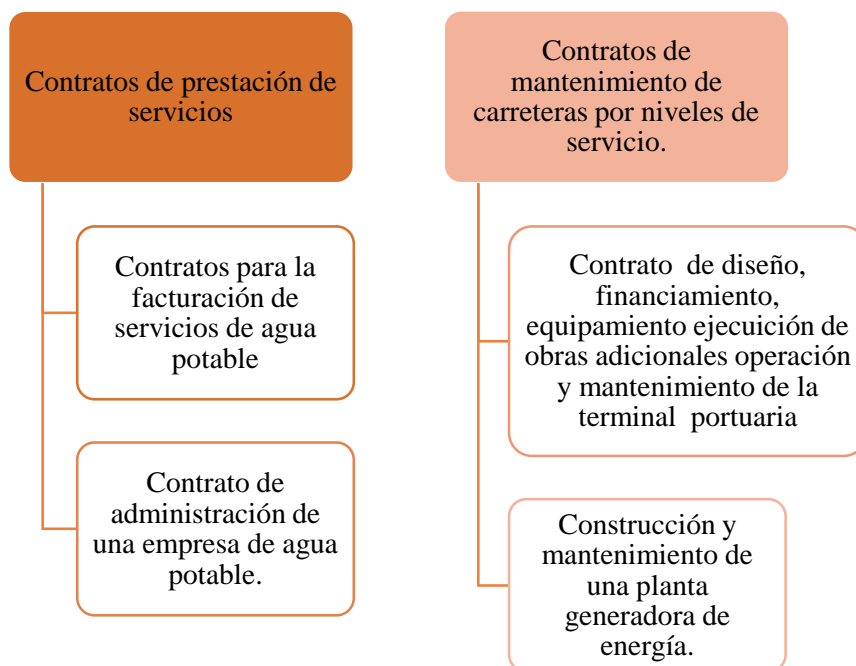 Contratos de prestación de
servicios
Contratos para la
facturación de
servicios de agua
potable
Contrato de
administración de
una empresa de agua
potable.
Contratos de
mantenimiento de
carreteras por niveles de
servicio.
Contrato de diseño,
financiamiento,
equipamiento ejecuición de
obras adicionales operación
y mantenimiento de la
terminal portuaria
Construcción y
mantenimiento de
una planta
generadora de
energía.